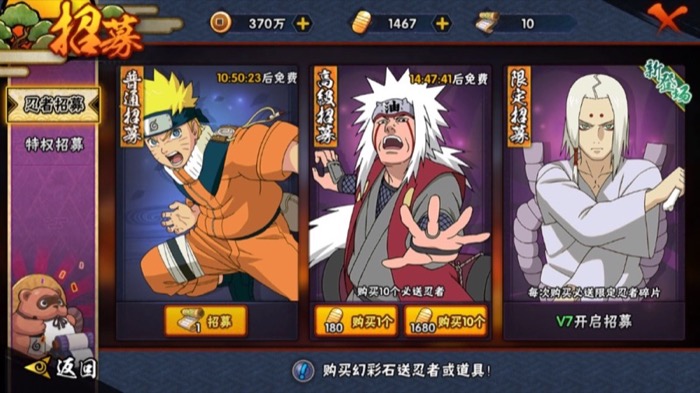 招募
370万
1467
10
忍者招募
特权招募
普通招募
10:50:23后免费
高级招募
14:47:41后免费
限定招募
新登场
购买10个必送忍者
每次购买必送限定忍者碎片
1 招募
180 购买1个
1680 购买10个
V7开启招募
返回
购买幻彩石送忍者或道具!